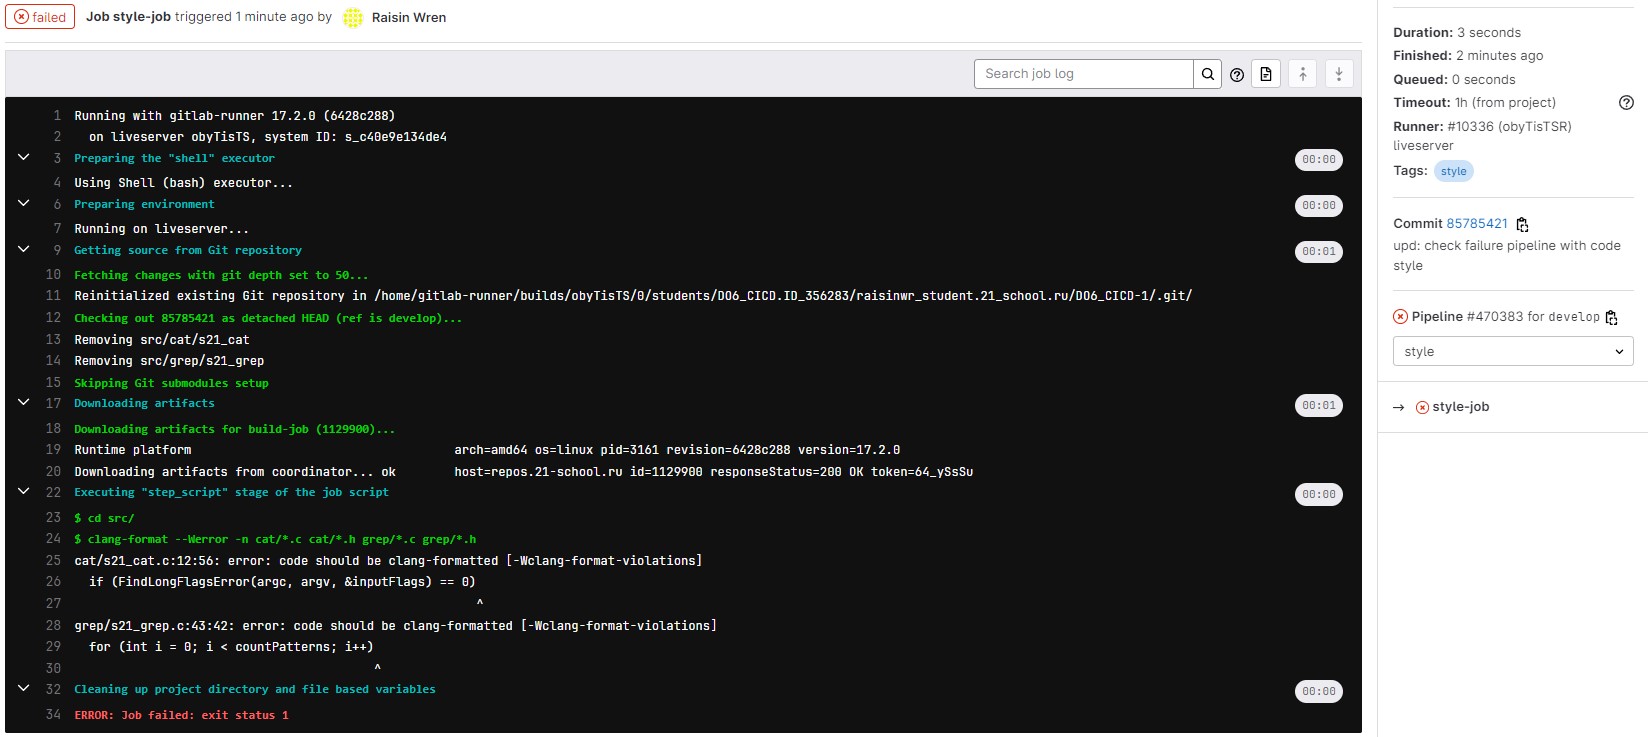 failed Job style-job triggered 1 minute ago by Raisin Wren
Search job log
1 Running with gitlab-runner 17.2.0 (6428c288)
2 on liveserver obyTisTS, system ID: s_c40e9e134de4
3 Preparing the "shell" executor 00:00
4 Using Shell (bash) executor...
6 Preparing environment 00:00
7 Running on liveserver...
9 Getting source from Git repository 00:01
10 Fetching changes with git depth set to 50...
11 Reinitialized existing Git repository in /home/gitlab-runner/builds/obyTisTS/0/students/DO6_CICD.ID_356283/raisinwr_student.21_school.ru/DO6_CICD-1/.git/
12 Checking out 85785421 as detached HEAD (ref is develop)...
13 Removing src/cat/s21_cat
14 Removing src/grep/s21_grep
15 Skipping Git submodules setup
17 Downloading artifacts 00:01
18 Downloading artifacts for build-job (1129900)...
19 Runtime platform arch=amd64 os=linux pid=3161 revision=6428c288 version=17.2.0
20 Downloading artifacts from coordinator... ok host=repos.21-school.ru id=1129900 responseStatus=200 OK token=64_ySsSu
22 Executing "step_script" stage of the job script 00:00
23 $ cd src/
24 $ clang-format --Werror -n cat/*.c cat/*.h grep/*.c grep/*.h
25 cat/s21_cat.c:12:56: error: code should be clang-formatted [-Wclang-format-violations]
26 if (FindLongFlagsError(argc, argv, &inputFlags) == 0)
27 ^
28 grep/s21_grep.c:43:42: error: code should be clang-formatted [-Wclang-format-violations]
29 for (int i = 0; i < countPatterns; i++)
30 ^
32 Cleaning up project directory and file based variables 00:00
34 ERROR: Job failed: exit status 1
Duration: 3 seconds
Finished: 2 minutes ago
Queued: 0 seconds
Timeout: 1h (from project)
Runner: #10336 (obyTisTSR)
liveserver
Tags: style
Commit 85785421
upd: check failure pipeline with code
style
Pipeline #470383 for develop
style
→ style-job